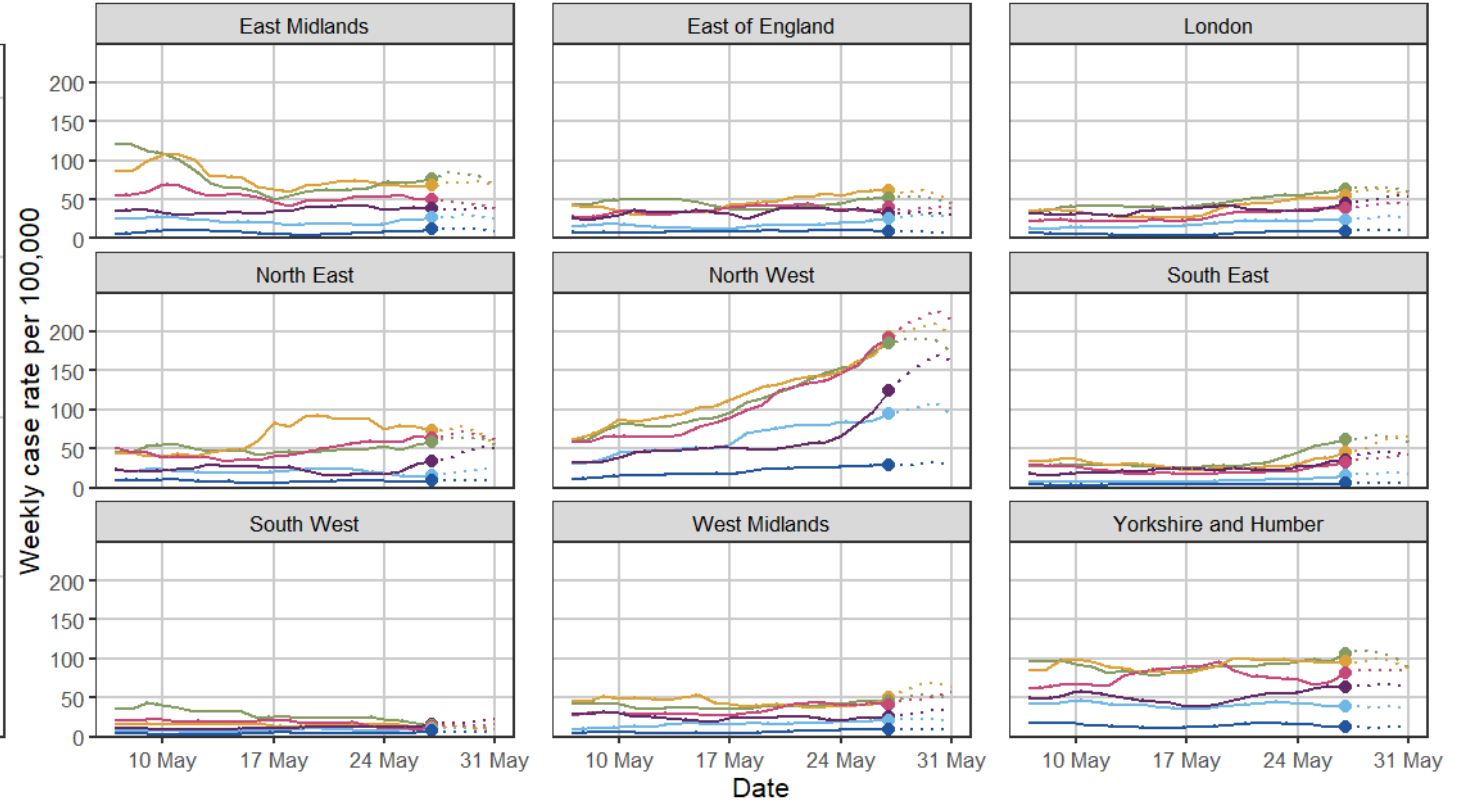 East Midlands
East of England
London
200
150
100
50
0
North East
North West
South East
200
150
100
50
0
South West
West Midlands
Yorkshire and Humber
200
150
100
50
0
10 May 17 May 24 May 31 May
10 May 17 May 24 May 31 May
10 May 17 May 24 May 31 May
Date
Weekly case rate per 100,000